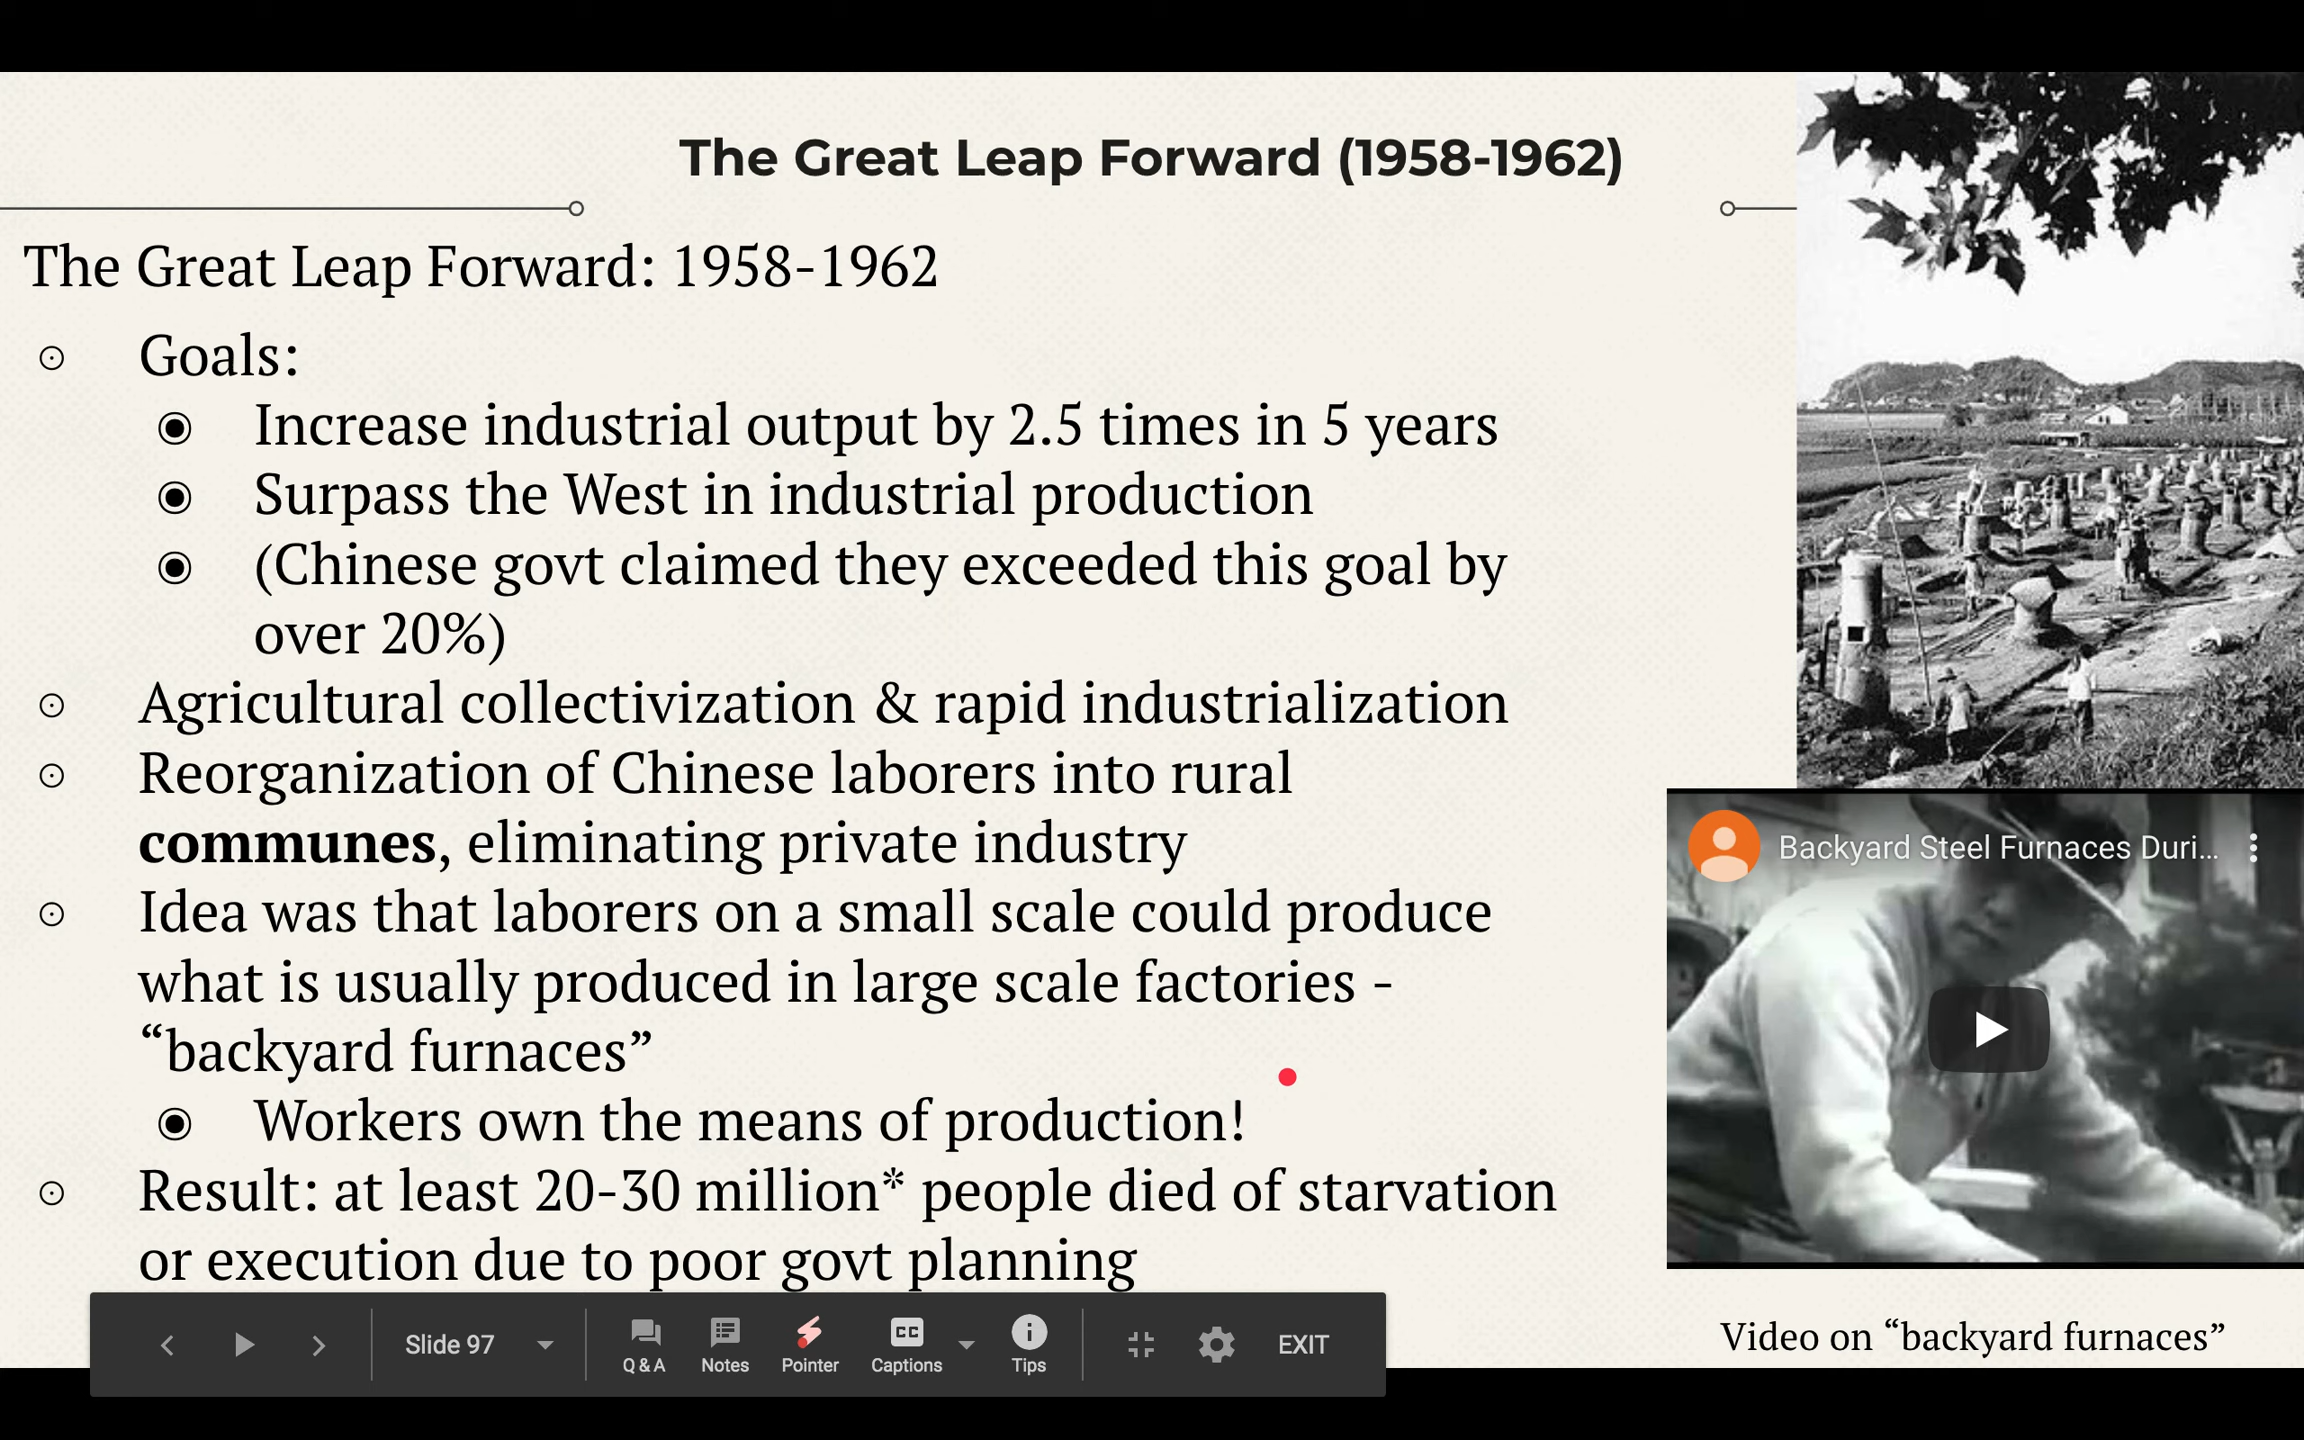 The Great Leap Forward (1958-1962)
The Great Leap Forward: 1958-1962
Goals:
Increase industrial output by 2.5 times in 5 years
Surpass the West in industrial production
(Chinese govt claimed they exceeded this goal by
over 20%)
Agricultural collectivization & rapid industrialization
Reorganization of Chinese laborers into rural
communes, eliminating private industry
Idea was that laborers on a small scale could produce
what is usually produced in large scale factories -
“backyard furnaces”
Workers own the means of production!
Result: at least 20-30 million* people died of starvation
or execution due to poor govt planning
Backyard Steel Furnaces Duri...
Video on “backyard furnaces”
Slide 97
Q & A
Notes
Pointer
CC
Captions
Tips
EXIT